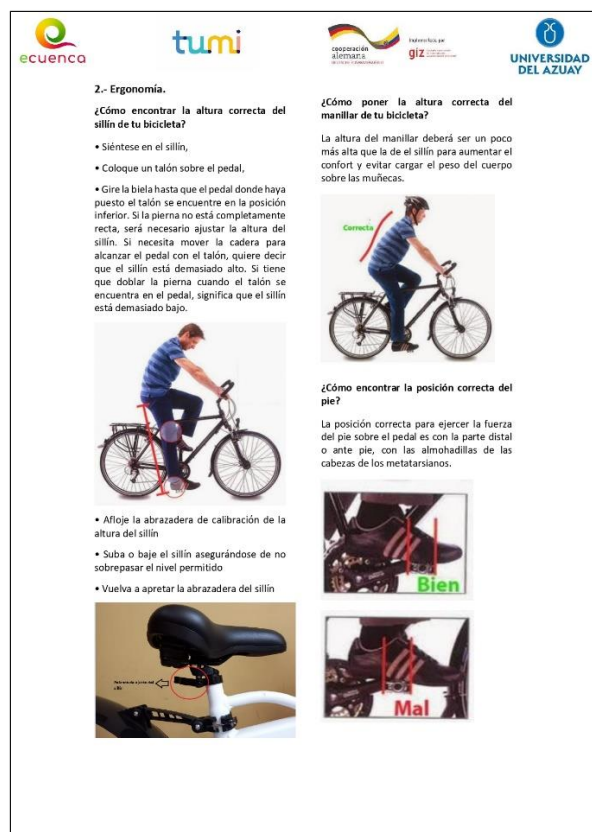 ecuenca
tumi
cooperación
alemana
Implementada por
giz
UNIVERSIDAD
DEL AZUAY
2.- Ergonomía.
¿Cómo encontrar la altura correcta del
sillín de tu bicicleta?
• Siéntese en el sillín,
• Coloque un talón sobre el pedal,
• Gire la biela hasta que el pedal donde haya
puesto el talón se encuentre en la posición
inferior. Si la pierna no está completamente
recta, será necesario ajustar la altura del
sillín. Si necesita mover la cadera para
alcanzar el pedal con el talón, quiere decir
que el sillín está demasiado alto. Si tiene
que doblar la pierna cuando el talón se
encuentra en el pedal, significa que el sillín
está demasiado bajo.
• Afloje la abrazadera de calibración de la
altura del sillín
• Suba o baje el sillín asegurándose de no
sobrepasar el nivel permitido
• Vuelva a apretar la abrazadera del sillín
¿Cómo poner la altura correcta del
manillar de tu bicicleta?
La altura del manillar deberá ser un poco
más alta que la de el sillín para aumentar el
confort y evitar cargar el peso del cuerpo
sobre las muñecas.
Correcta
¿Cómo encontrar la posición correcta del
pie?
La posición correcta para ejercer la fuerza
del pie sobre el pedal es con la parte distal
o ante pie, con las almohadillas de las
cabezas de los metatarsianos.
Bien
Mal